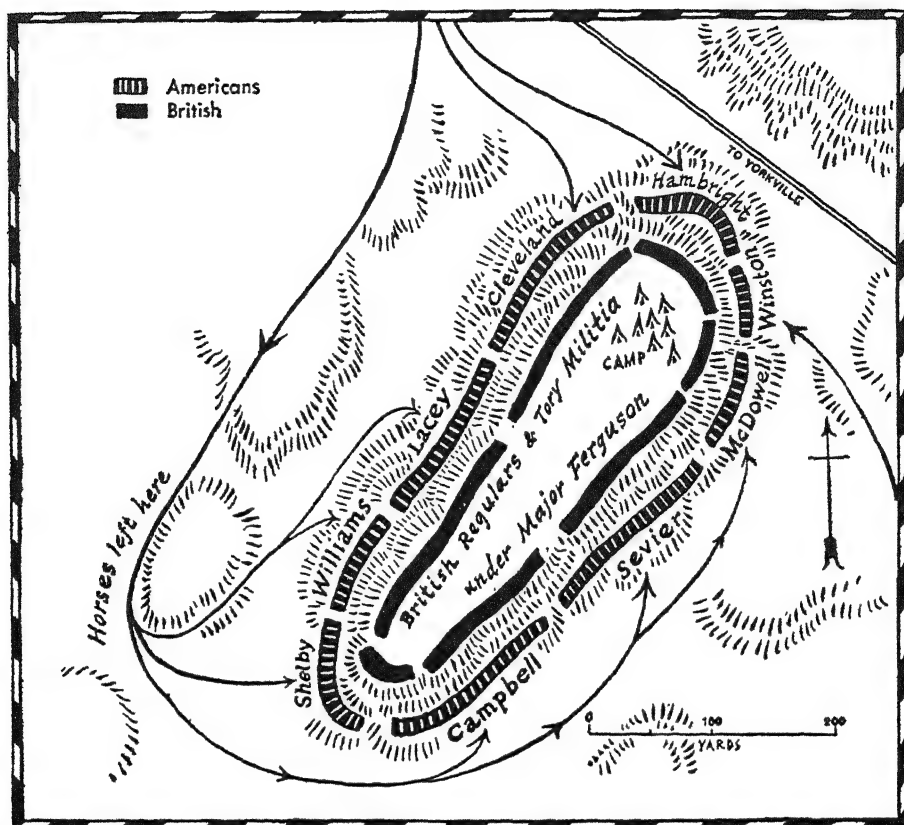 Americans
British
TO YORKVILLE
Hambright "
Winston
Cleveland
CAMP
McDowell
Lacey
British Regulars & Tory Militia
under Major Ferguson
Sevier
Horses left here
Williams
Shelby
Campbell
0 100 200
YARDS